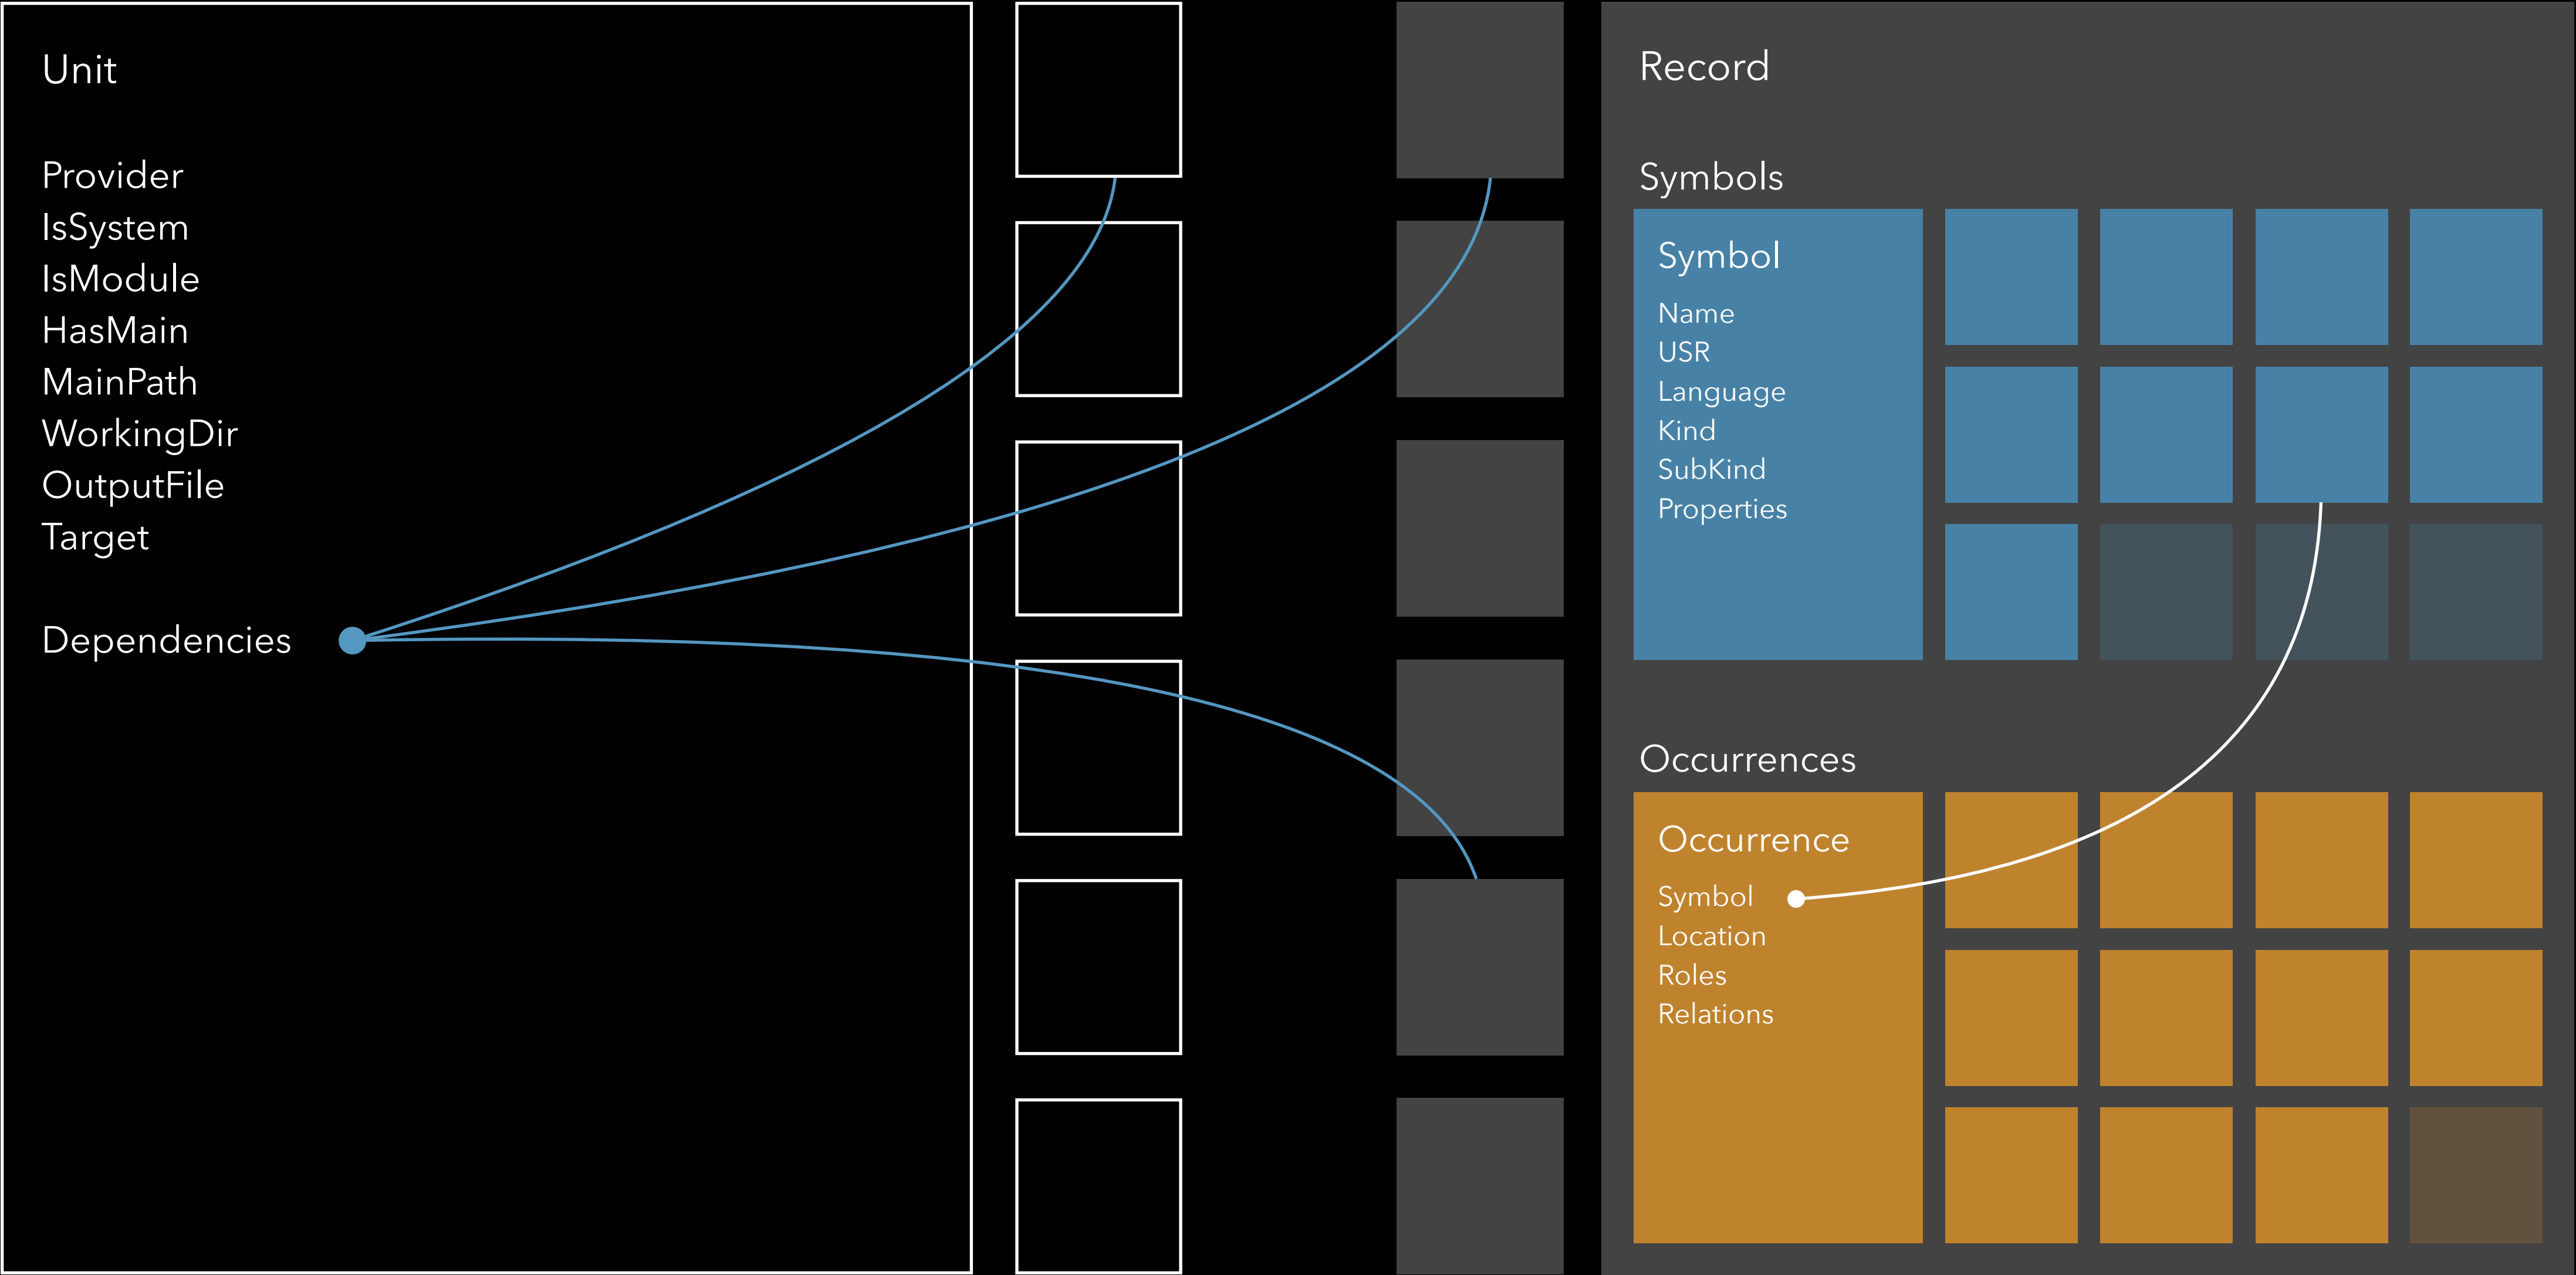 Unit
Provider
IsSystem
IsModule
HasMain
MainPath
WorkingDir
OutputFile
Target
Dependencies
Record
Symbols
Symbol
Name
USR
Language
Kind
SubKind
Properties
Occurrences
Occurrence
Symbol
Location
Roles
Relations